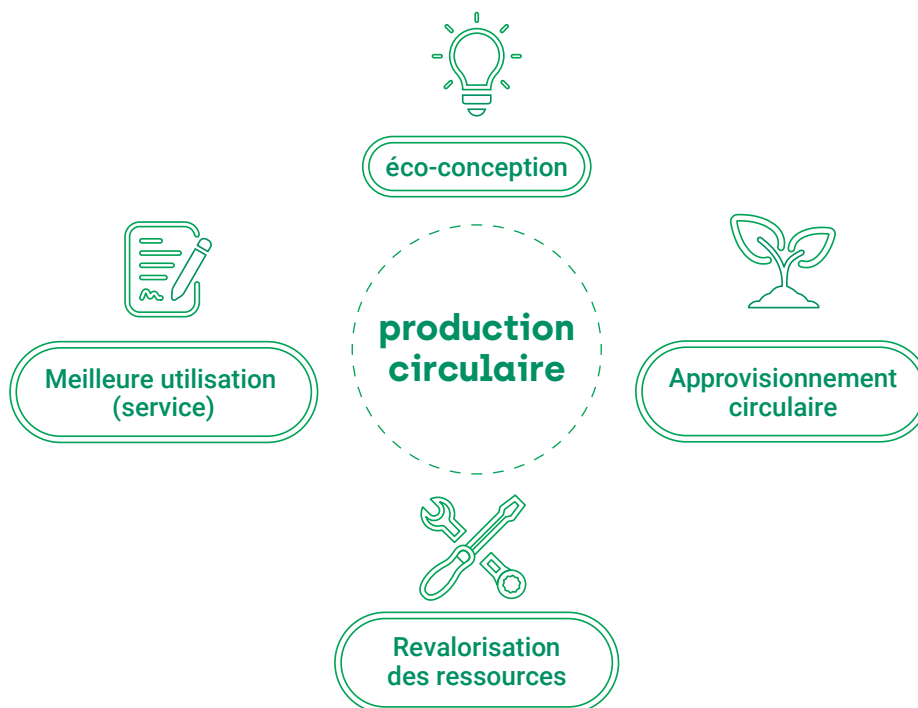 éco-conception
production
circulaire
Meilleure utilisation
(service)
Approvisionnement
circulaire
Revalorisation
des ressources